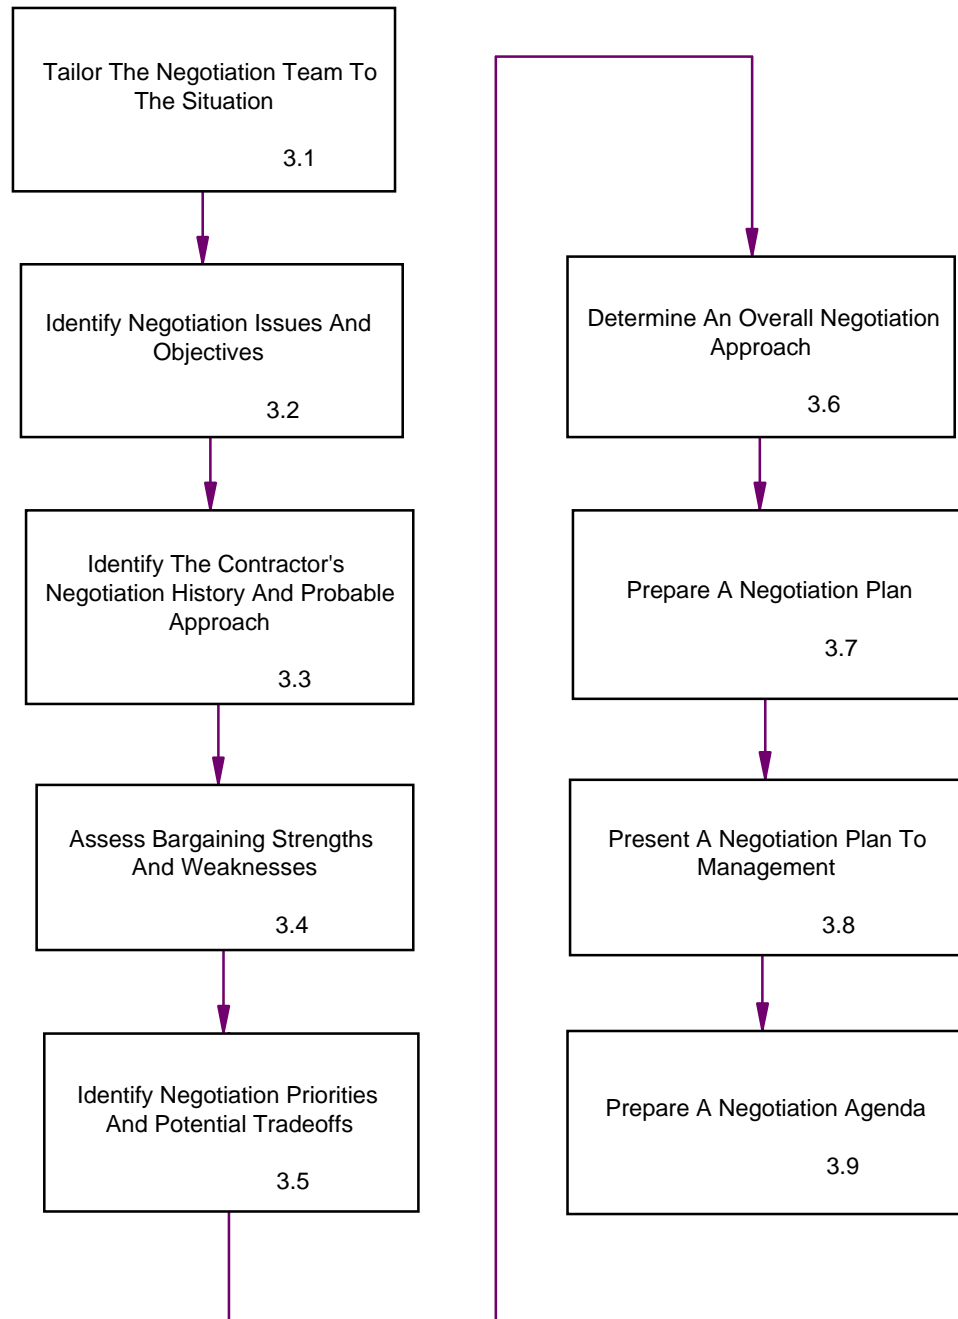 Tailor The Negotiation Team To
The Situation
3.1
Identify Negotiation Issues And
Objectives
3.2
Identify The Contractor's
Negotiation History And Probable
Approach
3.3
Assess Bargaining Strengths
And Weaknesses
3.4
Identify Negotiation Priorities
And Potential Tradeoffs
3.5
Determine An Overall Negotiation
Approach
3.6
Prepare A Negotiation Plan
3.7
Present A Negotiation Plan To
Management
3.8
Prepare A Negotiation Agenda
3.9